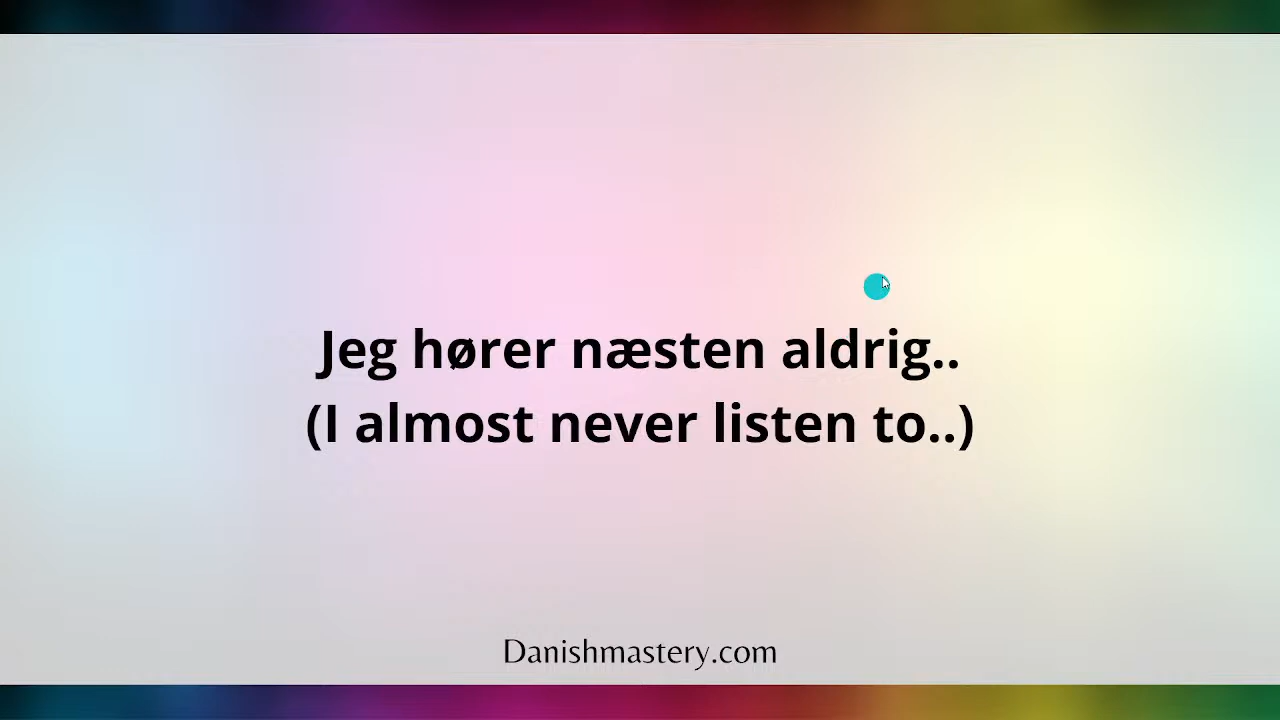 Jeg hører næsten aldrig..
(I almost never listen to..)
Danishmastery.com